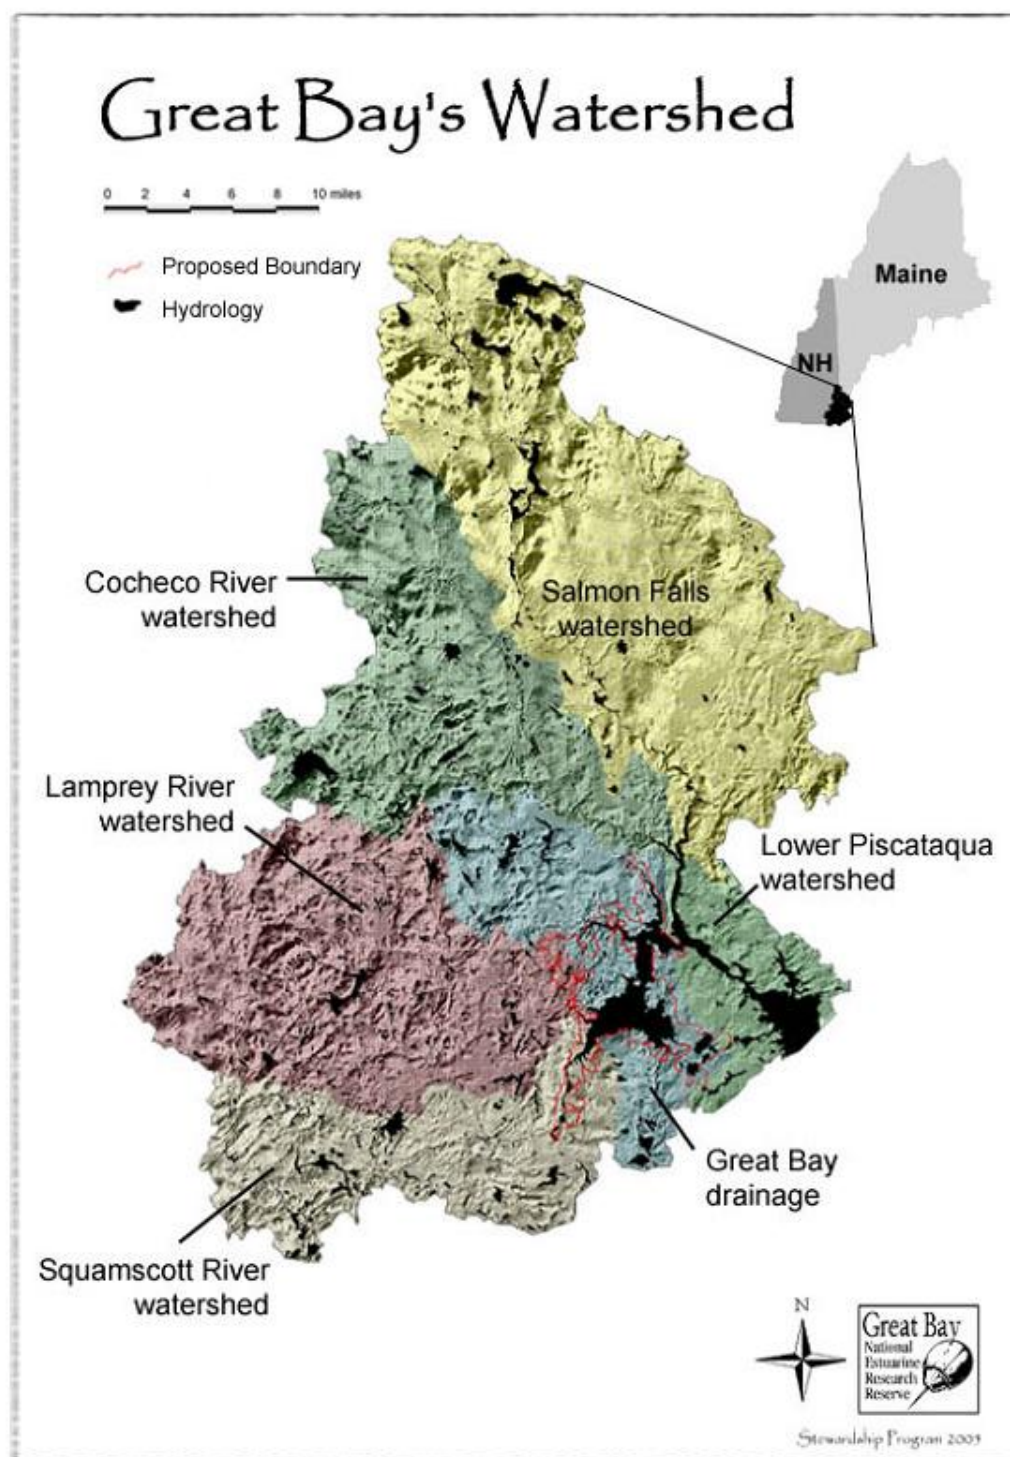 Great Bay's Watershed
0 2 4 6 8 10 miles
Proposed Boundary
Hydrology
Maine
NH
Cocheco River
watershed
Salmon Falls
watershed
Lamprey River
watershed
Lower Piscataqua
watershed
Great Bay
drainage
Squamscott River
watershed
N
Great Bay
National
Estuarine
Research
Reserve
Stewardship Program 2003